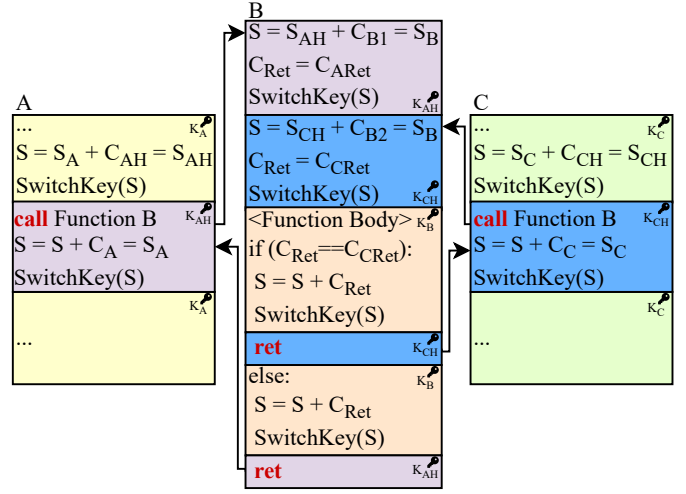 A
...
K_A
S = S_A + C_AH = S_AH
SwitchKey(S)
call Function B K_AH
S = S + C_A = S_A
SwitchKey(S)
K_A
...
B
S = S_AH + C_B1 = S_B
C_Ret = C_ARet
SwitchKey(S) K_AH
S = S_CH + C_B2 = S_B
C_Ret = C_CRet
SwitchKey(S) K_CH
<Function Body> K_B
if (C_Ret==C_CRet):
S = S + C_Ret
SwitchKey(S)
ret K_CH
else: K_B
S = S + C_Ret
SwitchKey(S)
ret K_AH
C
...
K_C
S = S_C + C_CH = S_CH
SwitchKey(S)
call Function B K_CH
S = S + C_C = S_C
SwitchKey(S)
K_C
...